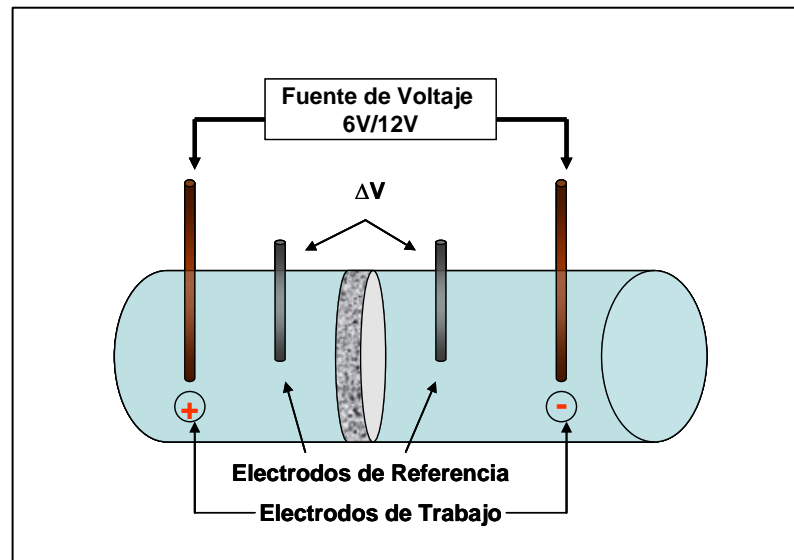 Fuente de Voltaje
6V/12V
ΔV
+
-
Electrodos de Referencia
Electrodos de Trabajo